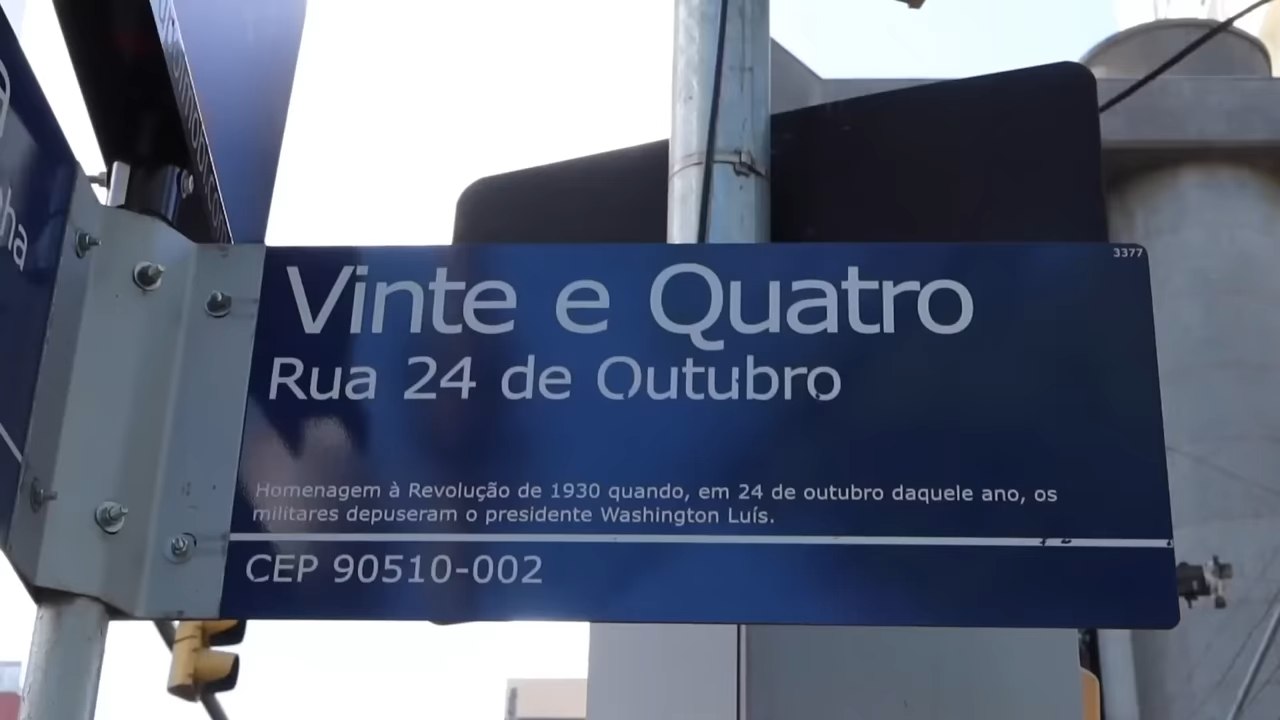 3377
Vinte e Quatro
Rua 24 de Outubro
Homenagem à Revolução de 1930 quando, em 24 de outubro daquele ano, os
militares depuseram o presidente Washington Luís.
CEP 90510-002